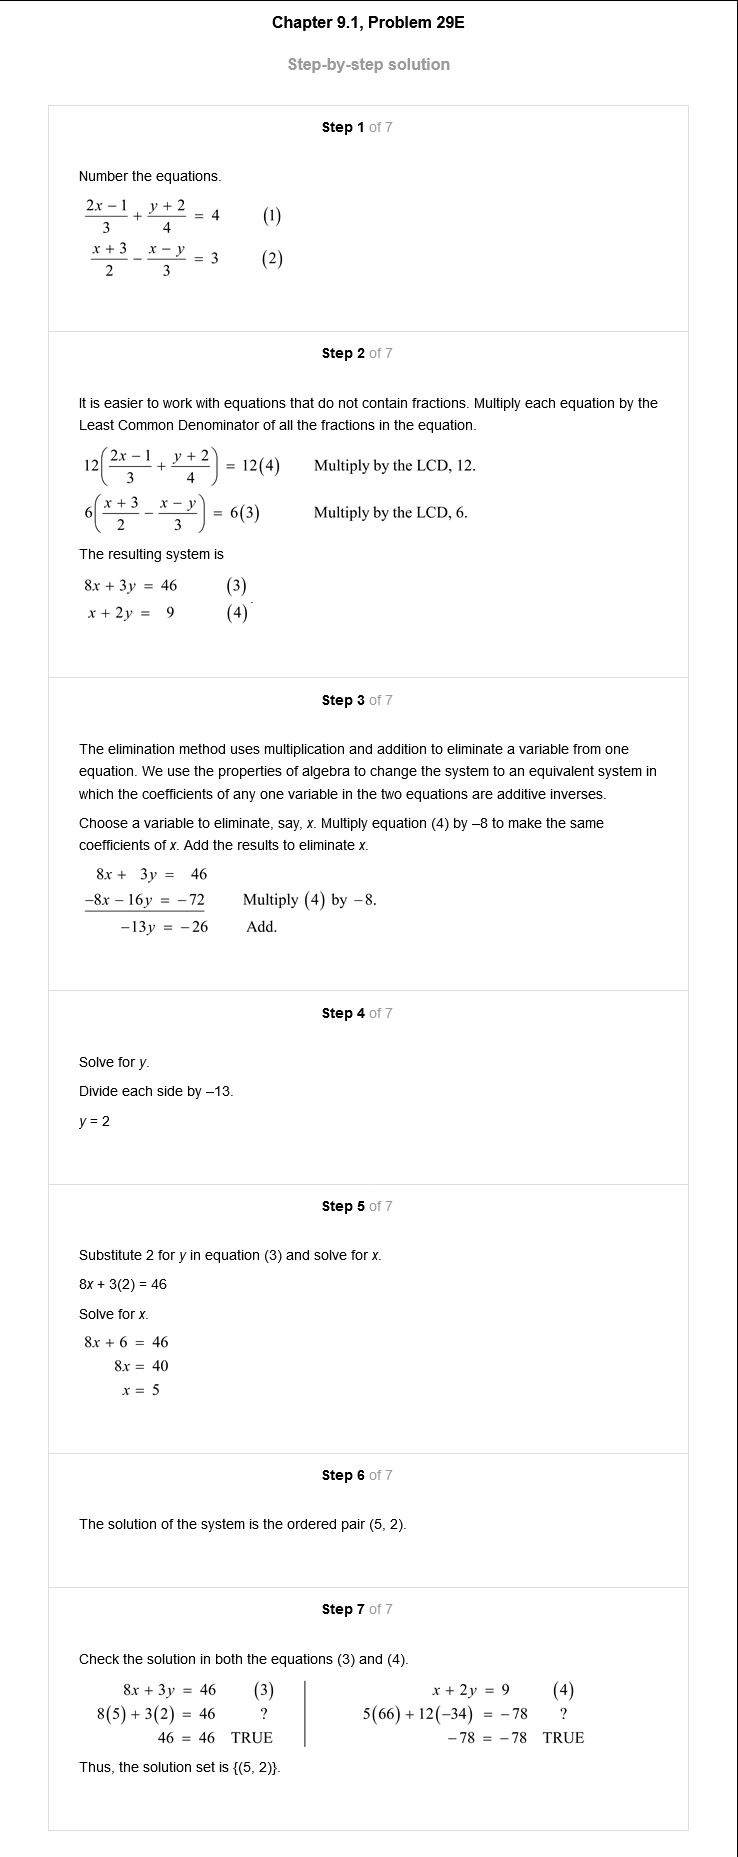 Chapter 9.1, Problem 29E
Step-by-step solution
Step 1 of 7
Number the equations.
(2x − 1)/3 + (y + 2)/4 = 4 (1)
(x + 3)/2 − (x − y)/3 = 3 (2)
Step 2 of 7
It is easier to work with equations that do not contain fractions. Multiply each equation by the
Least Common Denominator of all the fractions in the equation.
12((2x − 1)/3 + (y + 2)/4) = 12(4) Multiply by the LCD, 12.
6((x + 3)/2 − (x − y)/3) = 6(3) Multiply by the LCD, 6.
The resulting system is
8x + 3y = 46 (3)
x + 2y = 9 (4).
Step 3 of 7
The elimination method uses multiplication and addition to eliminate a variable from one
equation. We use the properties of algebra to change the system to an equivalent system in
which the coefficients of any one variable in the two equations are additive inverses.
Choose a variable to eliminate, say, x. Multiply equation (4) by –8 to make the same
coefficients of x. Add the results to eliminate x.
8x + 3y = 46
−8x − 16y = −72 Multiply (4) by −8.
−13y = −26 Add.
Step 4 of 7
Solve for y.
Divide each side by –13.
y = 2
Step 5 of 7
Substitute 2 for y in equation (3) and solve for x.
8x + 3(2) = 46
Solve for x.
8x + 6 = 46
8x = 40
x = 5
Step 6 of 7
The solution of the system is the ordered pair (5, 2).
Step 7 of 7
Check the solution in both the equations (3) and (4).
8x + 3y = 46 (3) x + 2y = 9 (4)
8(5) + 3(2) = 46 ? 5(66) + 12(−34) = −78 ?
46 = 46 TRUE −78 = −78 TRUE
Thus, the solution set is {(5, 2)}.